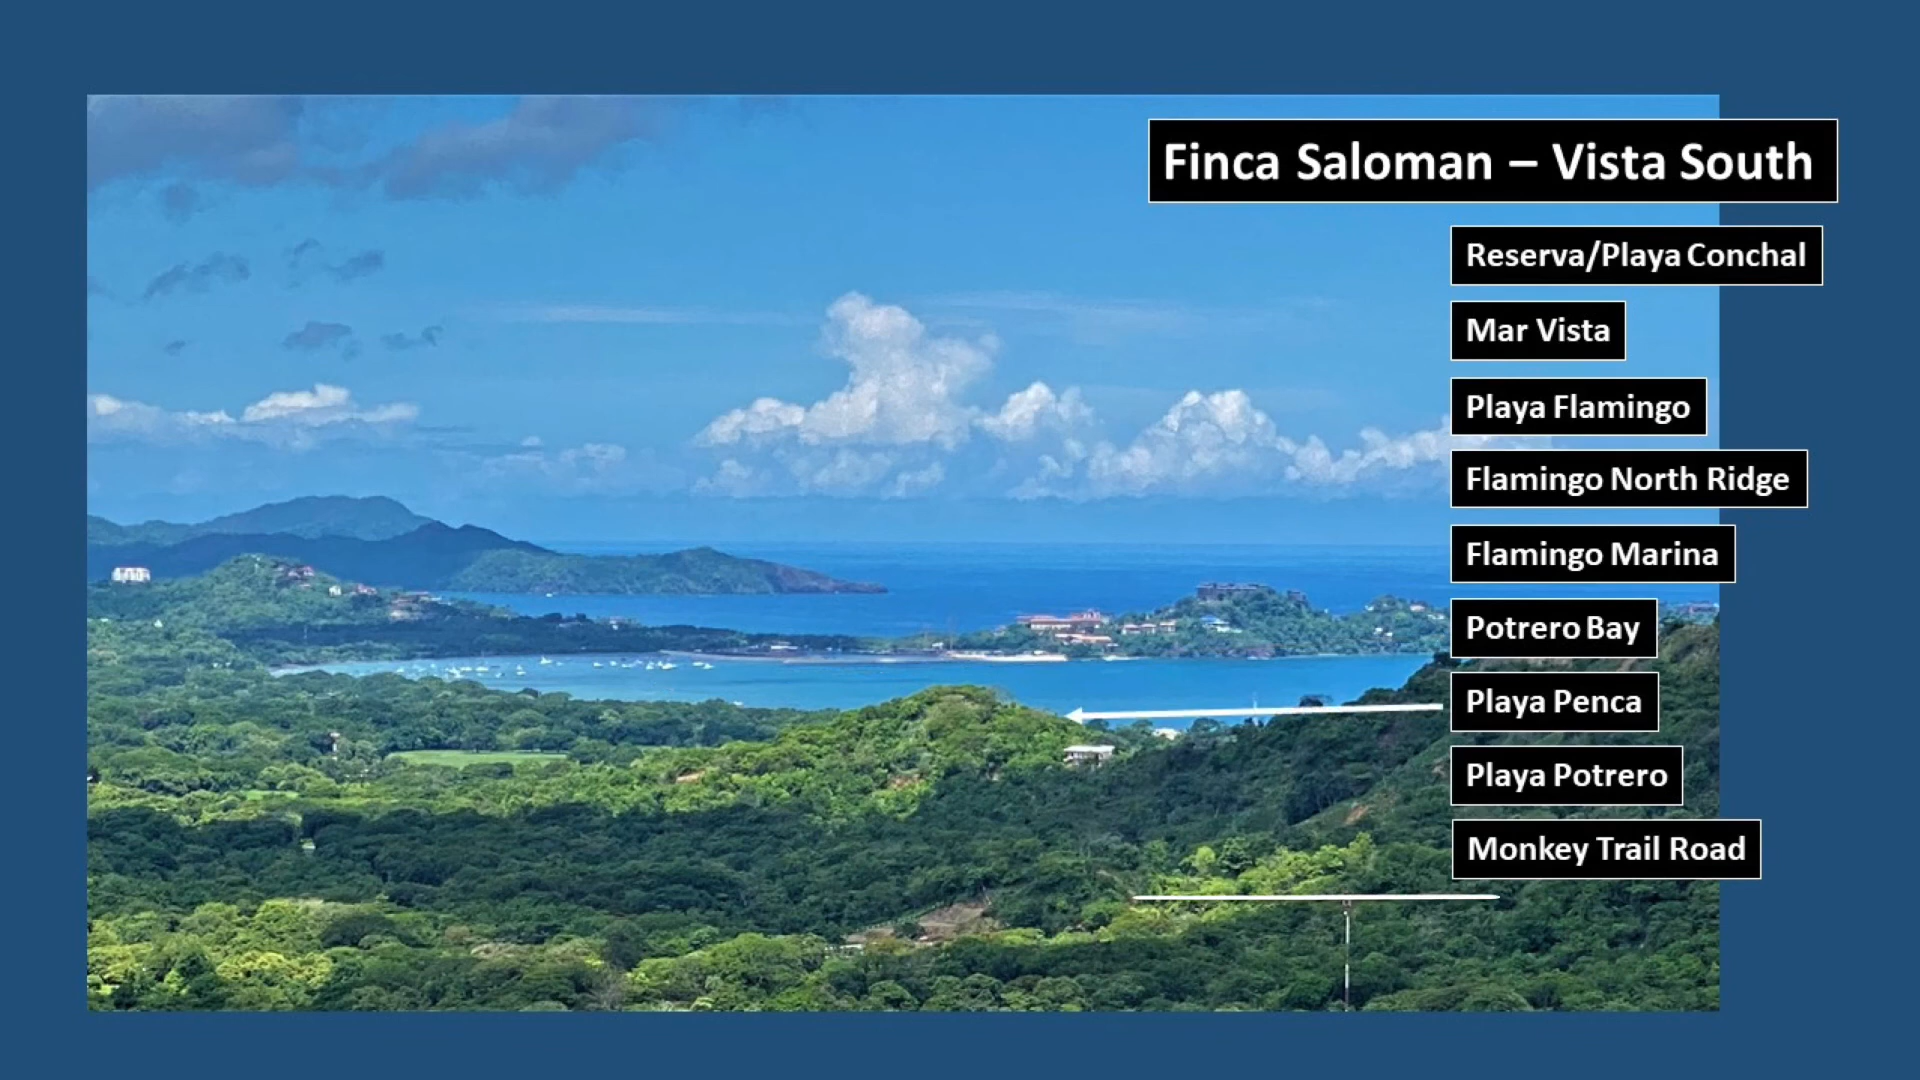 Finca Saloman – Vista South
Reserva/Playa Conchal
Mar Vista
Playa Flamingo
Flamingo North Ridge
Flamingo Marina
Potrero Bay
Playa Penca
Playa Potrero
Monkey Trail Road